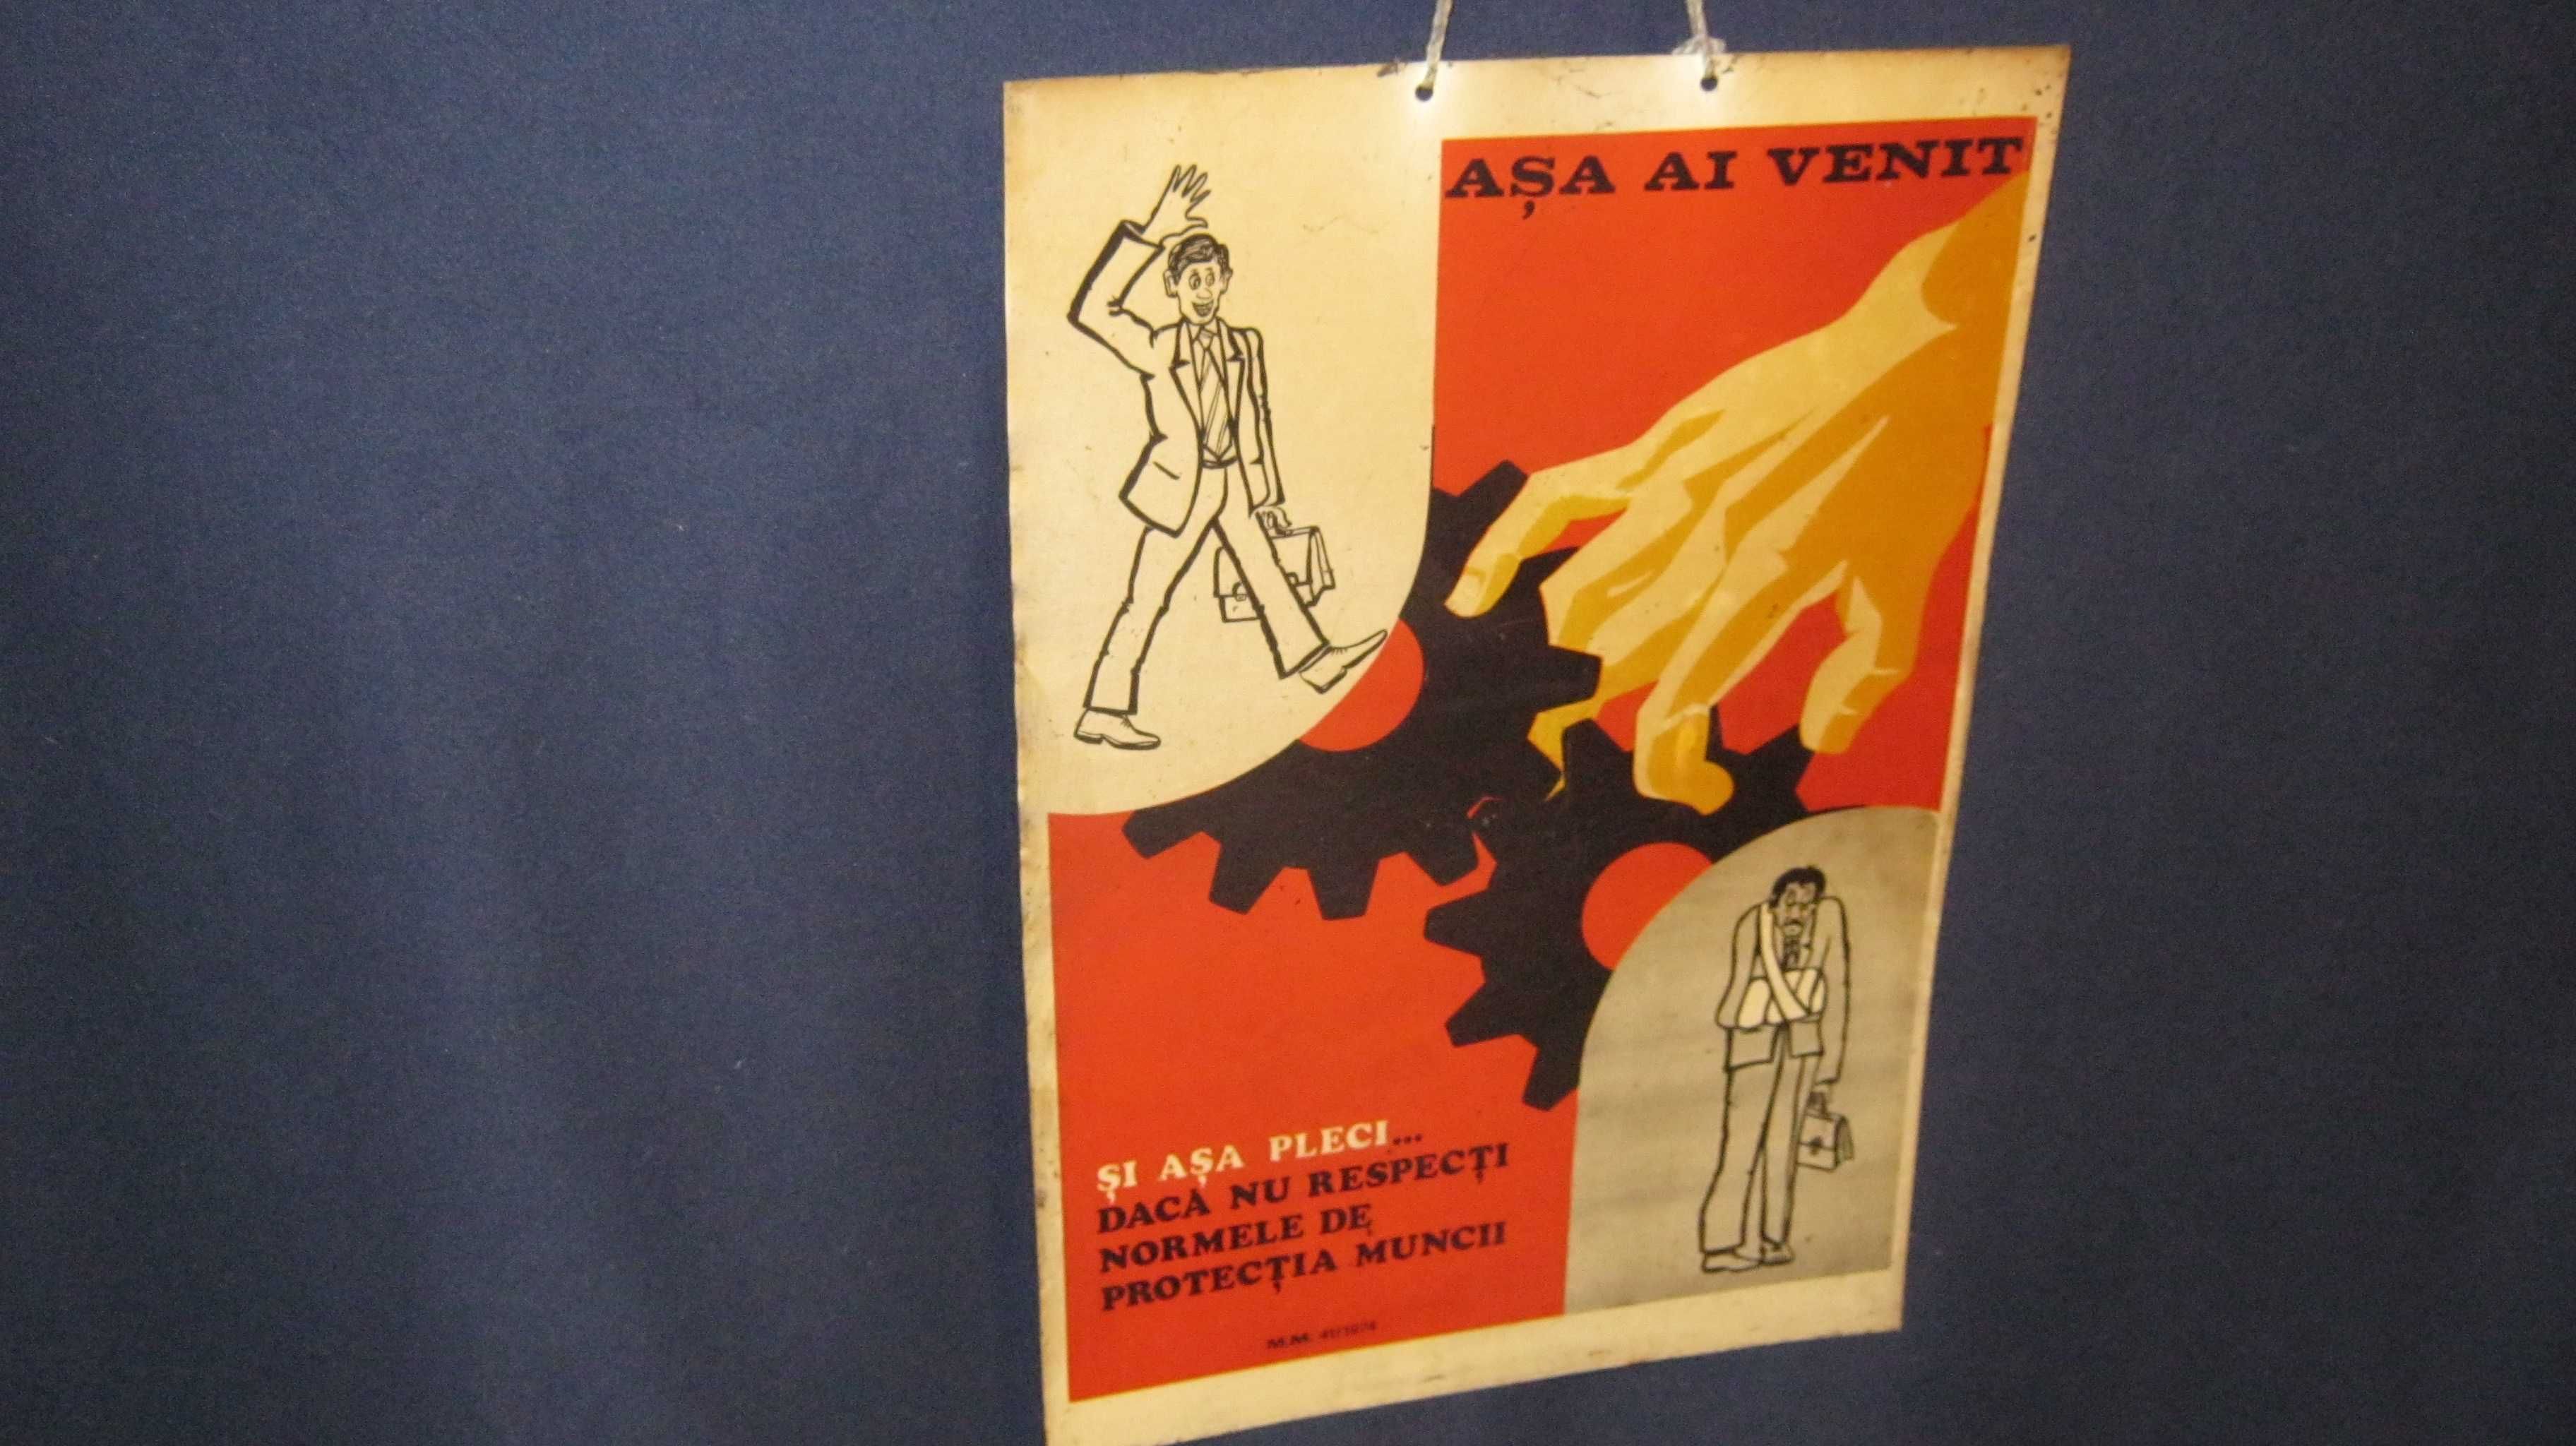 AȘA AI VENIT
ȘI AȘA PLECI...
DACĂ NU RESPECȚI
NORMELE DE
PROTECȚIA MUNCII
M.M.